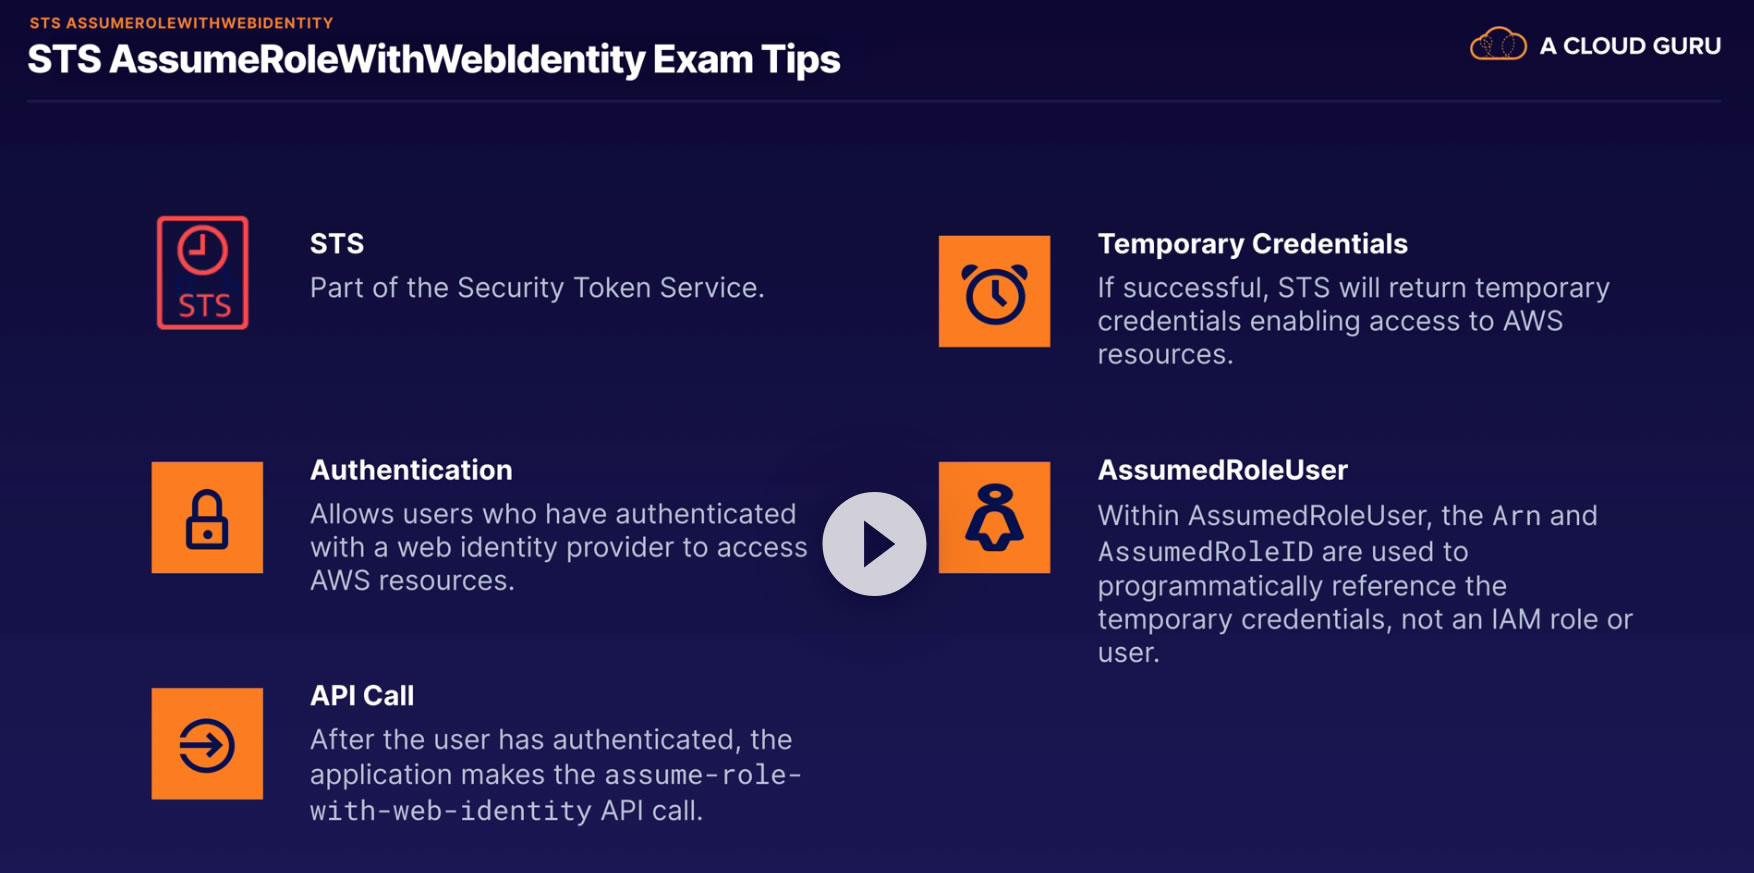 STS ASSUMEROLEWITHWEBIDENTITY
STS AssumeRoleWithWebIdentity Exam Tips
A CLOUD GURU
STS
STS
Part of the Security Token Service.
Authentication
Allows users who have authenticated
with a web identity provider to access
AWS resources.
API Call
After the user has authenticated, the
application makes the assume-role-
with-web-identity API call.
Temporary Credentials
If successful, STS will return temporary
credentials enabling access to AWS
resources.
AssumedRoleUser
Within AssumedRoleUser, the Arn and
AssumedRoleID are used to
programmatically reference the
temporary credentials, not an IAM role or
user.